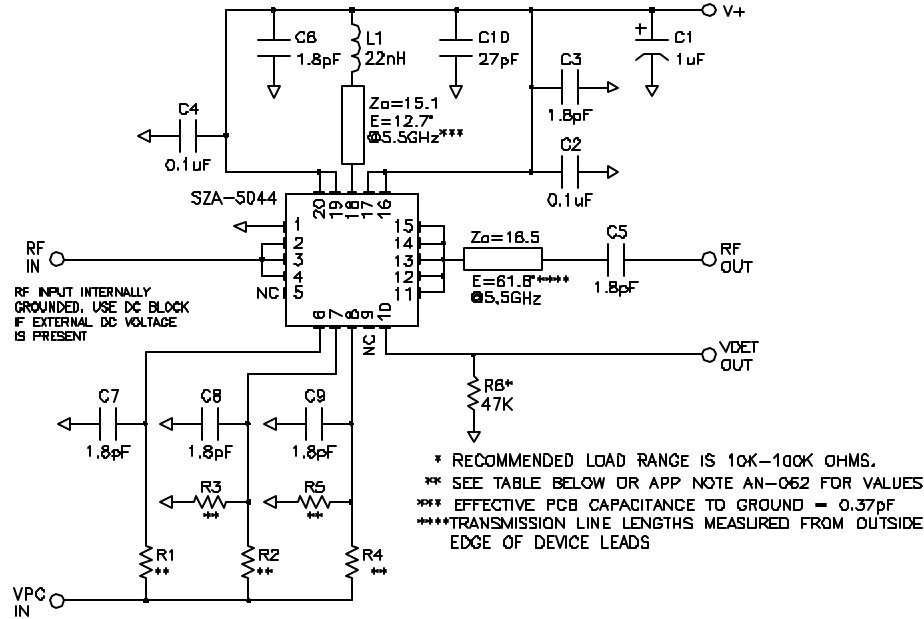 V+
C6
1.8pF
L1
22nH
C10
27pF
+
C1
1uF
C3
1.8pF
C4
0.1uF
Zo=15.1
E=12.7°
@5.5GHz***
C2
0.1uF
SZA-5044
20 19 18 17 16
1
2
3
4
NC 5
15
14
13
12
11
6 7 8 9 10
NC
RF
IN
RF INPUT INTERNALLY
GROUNDED. USE DC BLOCK
IF EXTERNAL DC VOLTAGE
IS PRESENT
Zo=16.5
E=61.8°****
@5.5GHz
C5
1.8pF
RF
OUT
VDET
OUT
R6*
47K
C7
1.8pF
C8
1.8pF
C9
1.8pF
R3
**
R5
**
R1
**
R2
**
R4
**
VPC
IN
* RECOMMENDED LOAD RANGE IS 10K-100K OHMS.
** SEE TABLE BELOW OR APP NOTE AN-062 FOR VALUES
*** EFFECTIVE PCB CAPACITANCE TO GROUND = 0.37pF
****TRANSMISSION LINE LENGTHS MEASURED FROM OUTSIDE
EDGE OF DEVICE LEADS